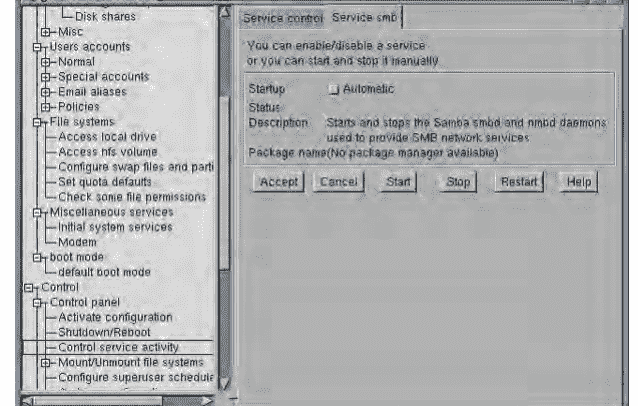 Disk shares
Misc
Users accounts
Normal
Special accounts
Email aliases
Policies
File systems
Access local drive
Access nfs volume
Configure swap files and parti
Set quota defaults
Check some file permissions
Miscellaneous services
Initial system services
Modem
boot mode
default boot mode
Control
Control panel
Activate configuration
Shutdown/Reboot
Control service activity
Mount/Unmount file systems
Configure superuser schedule
Service control Service smb
You can enable/disable a service
or you can start and stop it manually
Startup Automatic
Status
Description Starts and stops the Samba smbd and nmbd daemons
used to provide SMB network services
Package name(No package manager available)
Accept Cancel Start Stop Restart Help